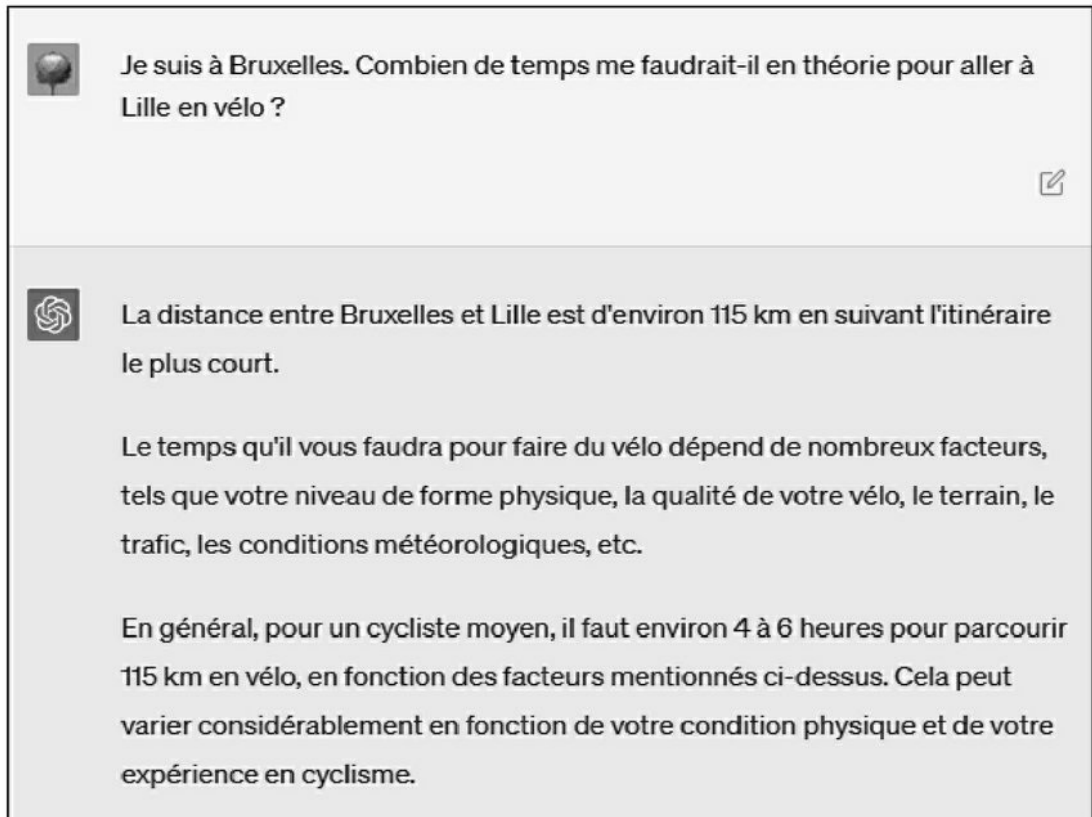 Je suis à Bruxelles. Combien de temps me faudrait-il en théorie pour aller à
Lille en vélo ?
La distance entre Bruxelles et Lille est d'environ 115 km en suivant l'itinéraire
le plus court.
Le temps qu'il vous faudra pour faire du vélo dépend de nombreux facteurs,
tels que votre niveau de forme physique, la qualité de votre vélo, le terrain, le
trafic, les conditions météorologiques, etc.
En général, pour un cycliste moyen, il faut environ 4 à 6 heures pour parcourir
115 km en vélo, en fonction des facteurs mentionnés ci-dessus. Cela peut
varier considérablement en fonction de votre condition physique et de votre
expérience en cyclisme.